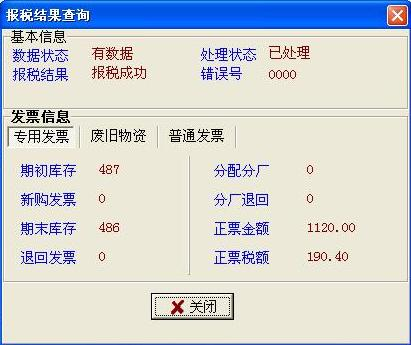 报税结果查询
基本信息
数据状态 有数据 处理状态 已处理
报税结果 报税成功 错误号 0000
发票信息
专用发票 废旧物资 普通发票
期初库存 487 分配分厂 0
新购发票 0 分厂退回 0
期末库存 486 正票金额 1120.00
退回发票 0 正票税额 190.40
关闭